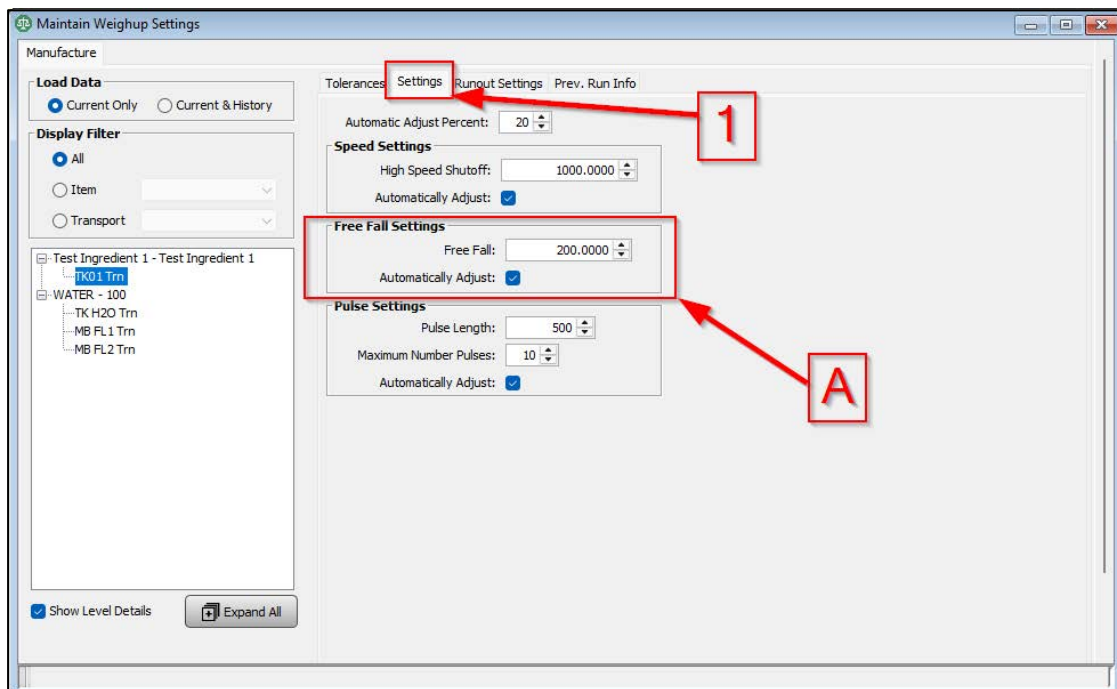 Maintain Weighup Settings
Manufacture
Load Data
Current Only Current & History
Display Filter
All
Item
Transport
Test Ingredient 1 - Test Ingredient 1
TK01 Trn
WATER - 100
TK H2O Trn
MB FL1 Trn
MB FL2 Trn
Show Level Details Expand All
Tolerances Settings Runout Settings Prev. Run Info
1
Automatic Adjust Percent: 20
Speed Settings
High Speed Shutoff: 1000.0000
Automatically Adjust:
Free Fall Settings
Free Fall: 200.0000
Automatically Adjust:
A
Pulse Settings
Pulse Length: 500
Maximum Number Pulses: 10
Automatically Adjust: